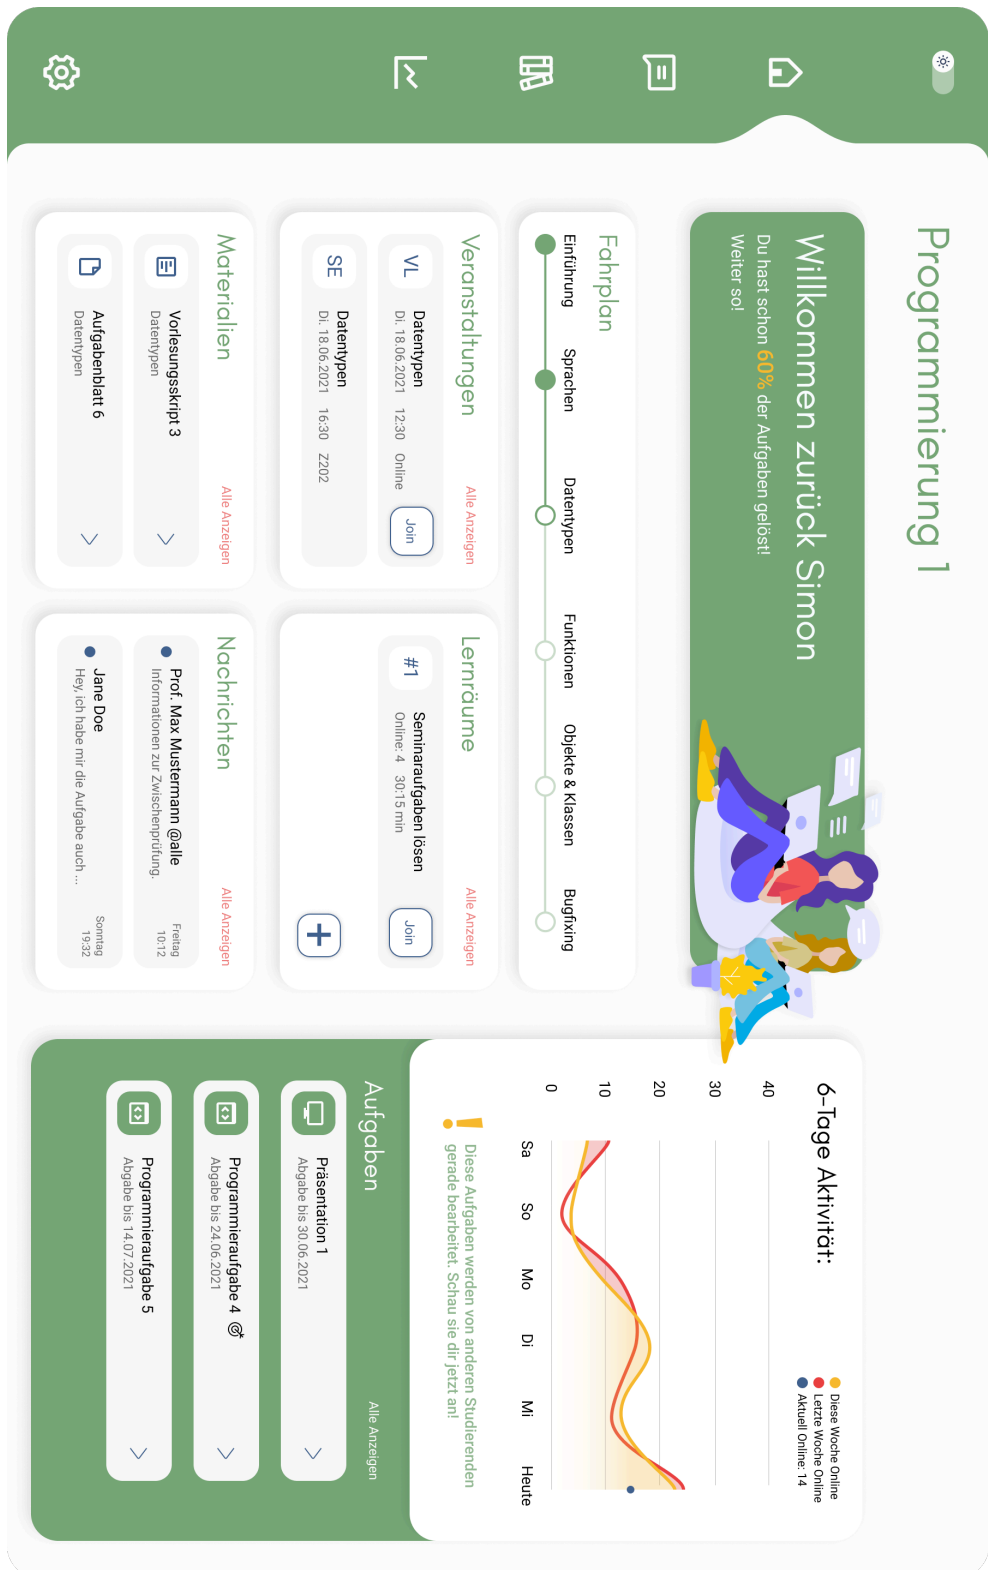 Programmierung 1
Willkommen zurück Simon
Du hast schon 60% der Aufgaben gelöst!
Weiter so!
Fahrplan
Einführung
Sprachen
Datentypen
Funktionen
Objekte & Klassen
Bugfixing
Veranstaltungen
Alle Anzeigen
VL
Datentypen
Di. 18.06.2021 12:30 Online
Join
SE
Datentypen
Di. 18.06.2021 16:30 Z202
Lernräume
Alle Anzeigen
#1
Seminaraufgaben lösen
Online: 4 30:15 min
Join
+
Materialien
Alle Anzeigen
Vorlesungsskript 3
Datentypen
Aufgabenblatt 6
Datentypen
Nachrichten
Alle Anzeigen
Prof. Max Mustermann @alle
Informationen zur Zwischenprüfung.
Freitag
10:12
Jane Doe
Hey, ich habe mir die Aufgabe auch ...
Sonntag
19:32
6-Tage Aktivität:
Diese Woche Online
Letzte Woche Online
Aktuell Online: 14
40
30
20
10
0
Sa
So
Mo
Di
Mi
Heute
! Diese Aufgaben werden von anderen Studierenden
gerade bearbeitet. Schau sie dir jetzt an!
Aufgaben
Alle Anzeigen
Präsentation 1
Abgabe bis 30.06.2021
Programmieraufgabe 4
Abgabe bis 24.06.2021
Programmieraufgabe 5
Abgabe bis 14.07.2021